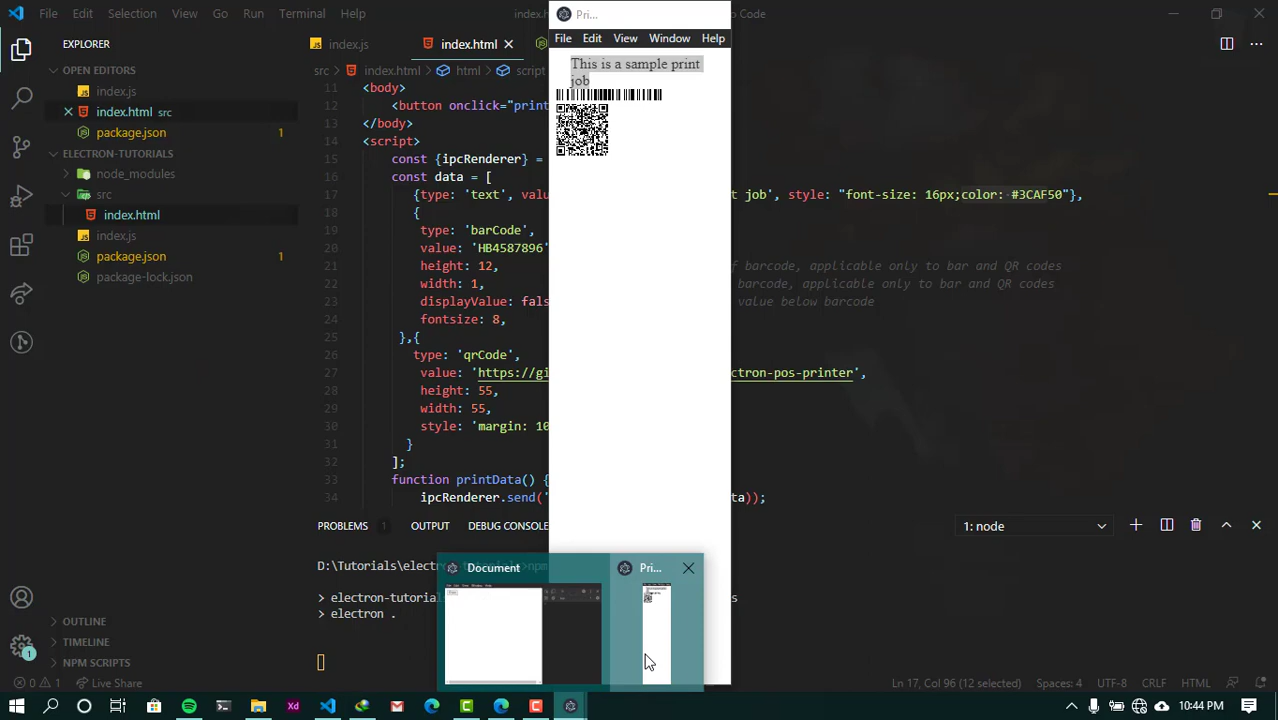 File Edit Selection View Go Run Terminal Help
Code
Pri...
File Edit View Window Help
This is a sample print
job
EXPLORER
OPEN EDITORS
index.js
index.html src
package.json 1
ELECTRON-TUTORIALS
node_modules
src
index.html
index.js
package.json 1
package-lock.json
OUTLINE
TIMELINE
NPM SCRIPTS
index.js
index.html
src > index.html > html > script
11 <body>
12 <button onclick="print
13 </body>
14 <script>
15 const {ipcRenderer} =
16 const data = [
17 {type: 'text', valu t job', style: "font-size: 16px;color: #3CAF50"},
18 {
19 type: 'barCode',
20 value: 'HB4587896'
21 height: 12, f barcode, applicable only to bar and QR codes
22 width: 1, barcode, applicable only to bar and QR codes
23 displayValue: fals value below barcode
24 fontsize: 8,
25 },{
26 type: 'qrCode',
27 value: 'https://gi ctron-pos-printer',
28 height: 55,
29 width: 55,
30 style: 'margin: 10
31 }
32 ];
33 function printData() {
34 ipcRenderer.send(' ta));
PROBLEMS 1 OUTPUT DEBUG CONSOLE
1: node
D:\Tutorials\electron-tutorials>npm
> electron-tutorials
> electron .
Document
Pri...
0 1 Live Share
Ln 17, Col 96 (12 selected) Spaces: 4 UTF-8 CRLF HTML
10:44 PM